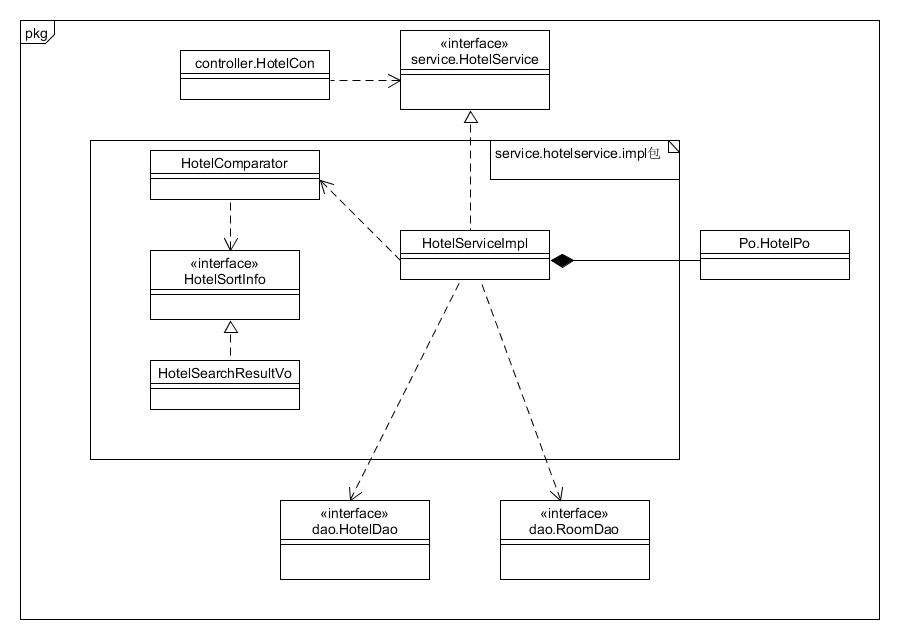 pkg
«interface»
service.HotelService
controller.HotelCon
service.hotelservice.impl包
HotelComparator
HotelServiceImpl
Po.HotelPo
«interface»
HotelSortInfo
HotelSearchResultVo
«interface»
dao.HotelDao
«interface»
dao.RoomDao